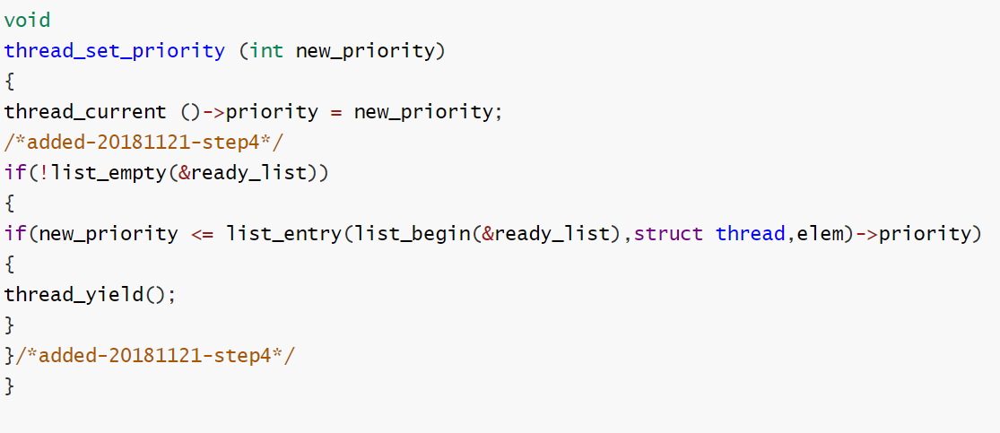 void
thread_set_priority (int new_priority)
{
thread_current ()->priority = new_priority;
/*added-20181121-step4*/
if(!list_empty(&ready_list))
{
if(new_priority <= list_entry(list_begin(&ready_list),struct thread,elem)->priority)
{
thread_yield();
}
}/*added-20181121-step4*/
}